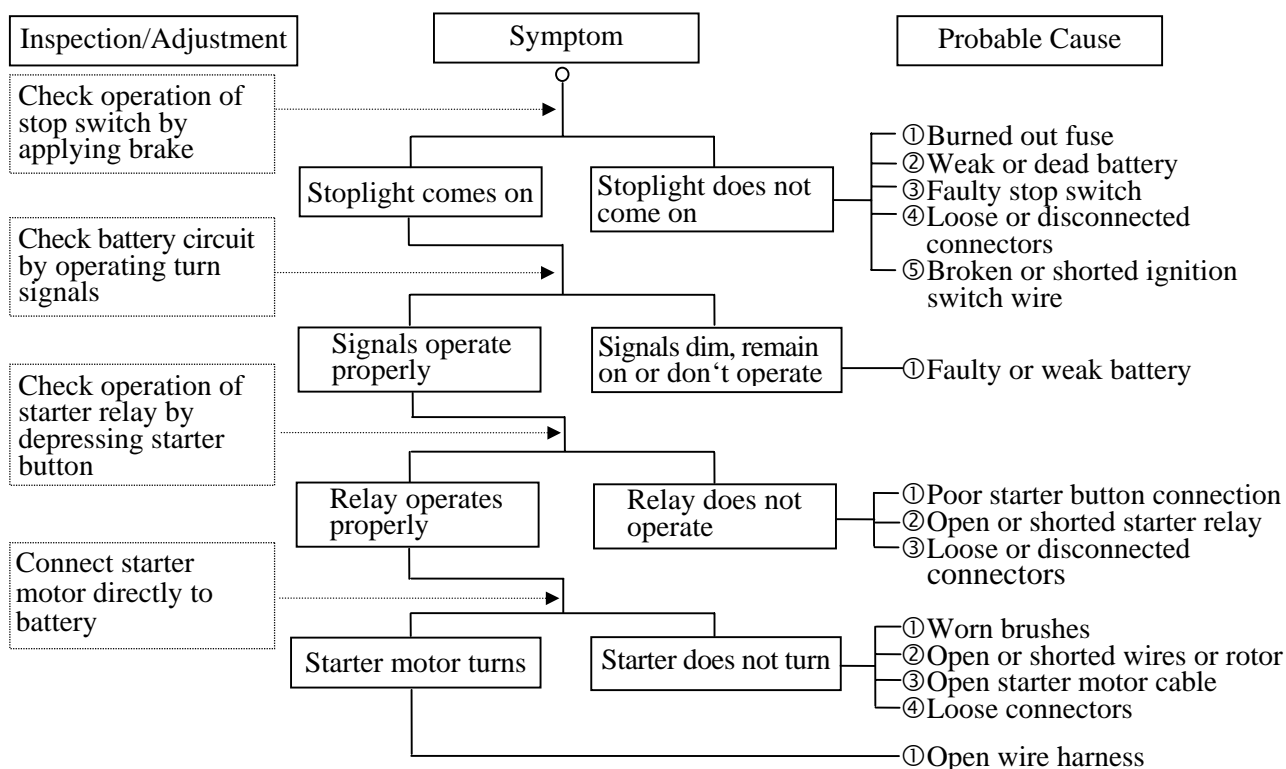 Inspection/Adjustment
Symptom
Probable Cause
Check operation of
stop switch by
applying brake
Stoplight comes on
Stoplight does not
come on
①Burned out fuse
②Weak or dead battery
③Faulty stop switch
④Loose or disconnected
connectors
⑤Broken or shorted ignition
switch wire
Check battery circuit
by operating turn
signals
Signals operate
properly
Signals dim, remain
on or don‘t operate
①Faulty or weak battery
Check operation of
starter relay by
depressing starter
button
Relay operates
properly
Relay does not
operate
①Poor starter button connection
②Open or shorted starter relay
③Loose or disconnected
connectors
Connect starter
motor directly to
battery
Starter motor turns
Starter does not turn
①Worn brushes
②Open or shorted wires or rotor
③Open starter motor cable
④Loose connectors
①Open wire harness